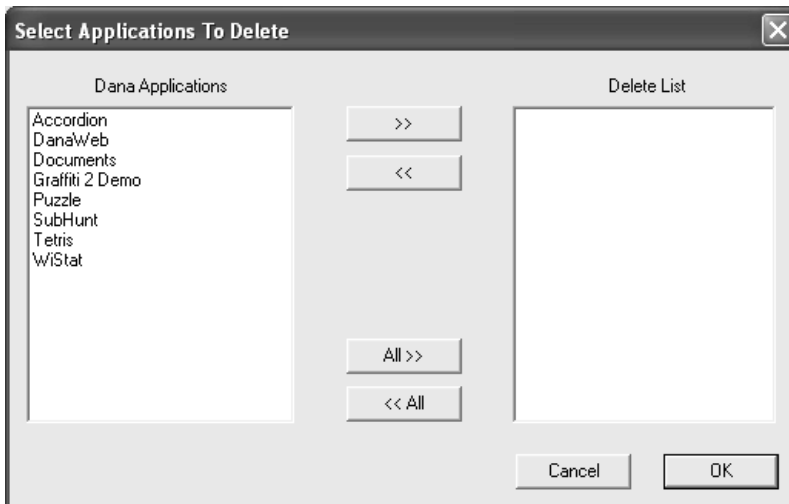 Select Applications To Delete
Dana Applications
Delete List
Accordion
DanaWeb
Documents
Graffiti 2 Demo
Puzzle
SubHunt
Tetris
WiStat
>>
<<
All >>
<< All
Cancel
OK